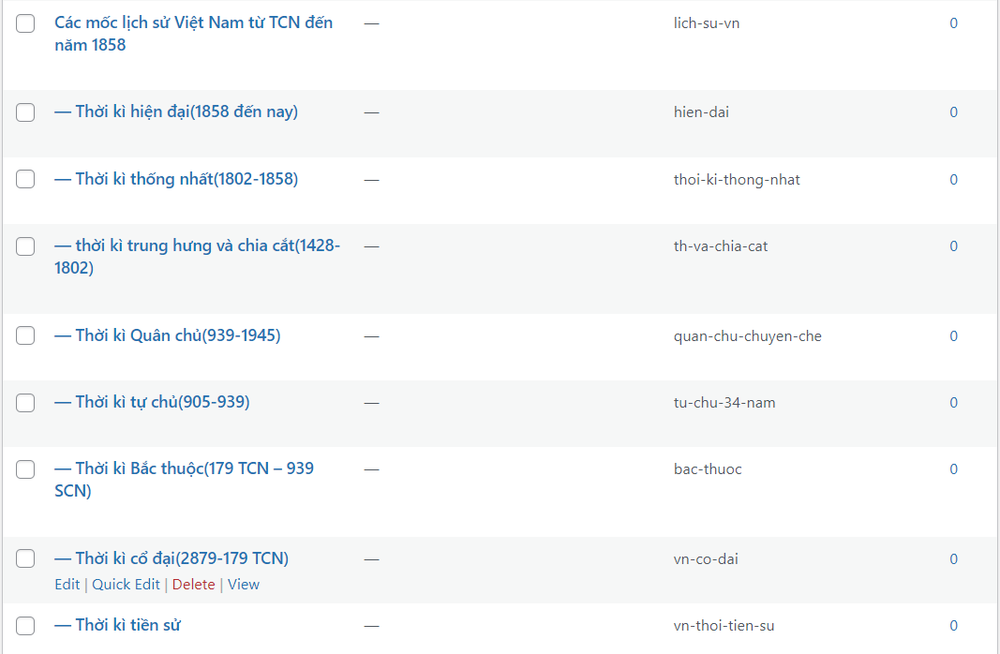 Các mốc lịch sử Việt Nam từ TCN đến — lich-su-vn 0
năm 1858
— Thời kì hiện đại(1858 đến nay) — hien-dai 0
— Thời kì thống nhất(1802-1858) — thoi-ki-thong-nhat 0
— thời kì trung hưng và chia cắt(1428- — th-va-chia-cat 0
1802)
— Thời kì Quân chủ(939-1945) — quan-chu-chuyen-che 0
— Thời kì tự chủ(905-939) — tu-chu-34-nam 0
— Thời kì Bắc thuộc(179 TCN – 939 — bac-thuoc 0
SCN)
— Thời kì cổ đại(2879-179 TCN) — vn-co-dai 0
Edit | Quick Edit | Delete | View
— Thời kì tiền sử — vn-thoi-tien-su 0